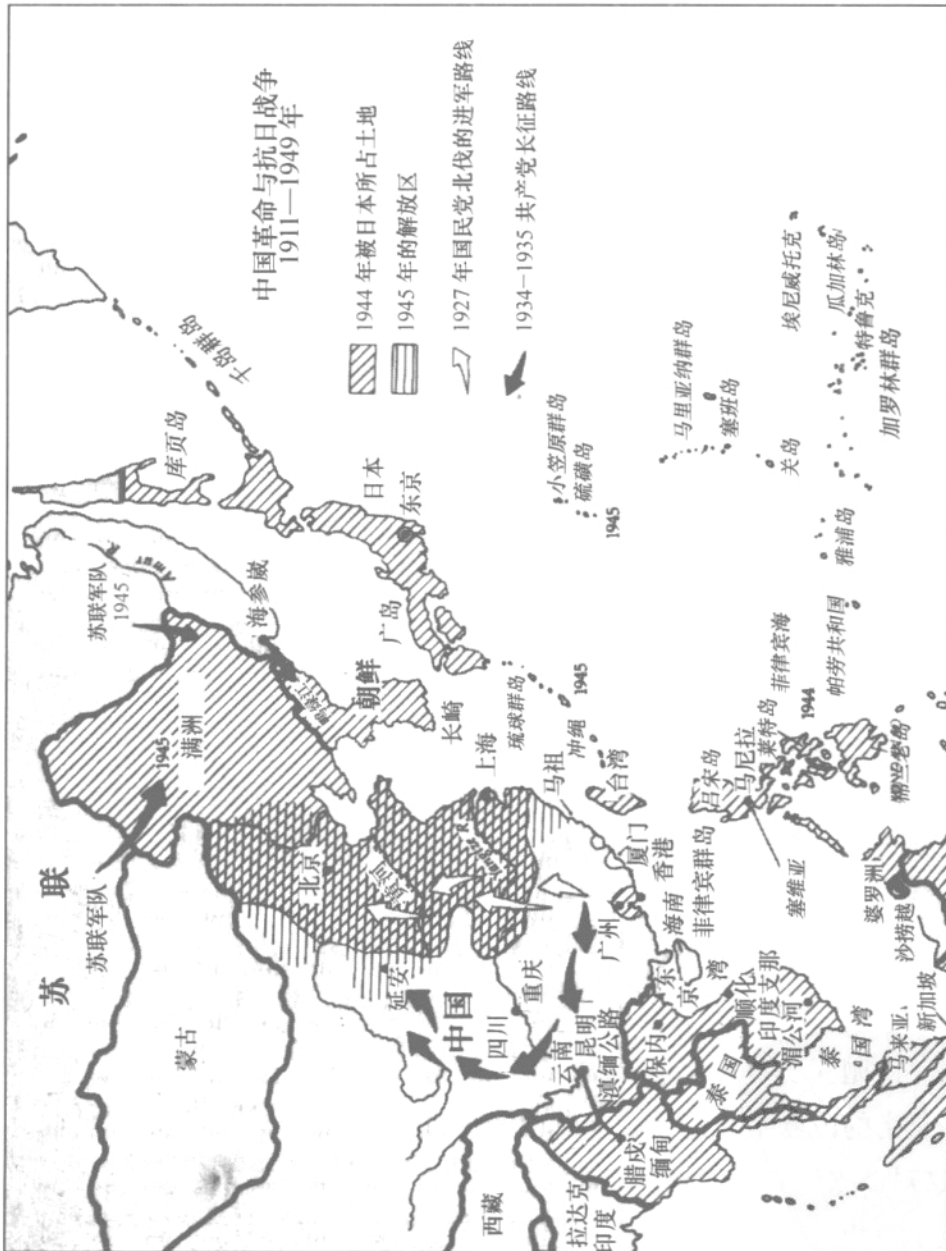 中国革命与抗日战争
1911—1949 年
1944 年被日本所占土地
1945年的解放区
1927 年国民党北伐的进军路线
1934-1935 共产党长征路线
苏
联
苏联军队
苏联军队
1945
1945
Amur R.
蒙古
满洲
库页岛
千岛群岛
海参崴
日本
东京
广岛
朝鲜
鸭绿江
长崎
北京
黄河
延安
中国
四川
重庆
Yangtze R.
上海
琉球群岛
冲绳
1945
马祖
台湾
厦门
香港
广州
海南
菲律宾群岛
云南
昆明
滇缅公路
西藏
拉达克
印度
腊戍
缅甸
保内
东
京
湾
顺化
印度支那
湄公河
泰
国
泰
国
湾
马来亚
新加坡
沙捞越
婆罗洲
塞维亚
吕宋岛
马尼拉
莱特岛
菲律宾海
1944
帕劳共和国
雅浦岛
小笠原群岛
硫磺岛
1945
马里亚纳群岛
塞班岛
关岛
埃尼威托克
瓜加林岛
特鲁克
加罗林群岛